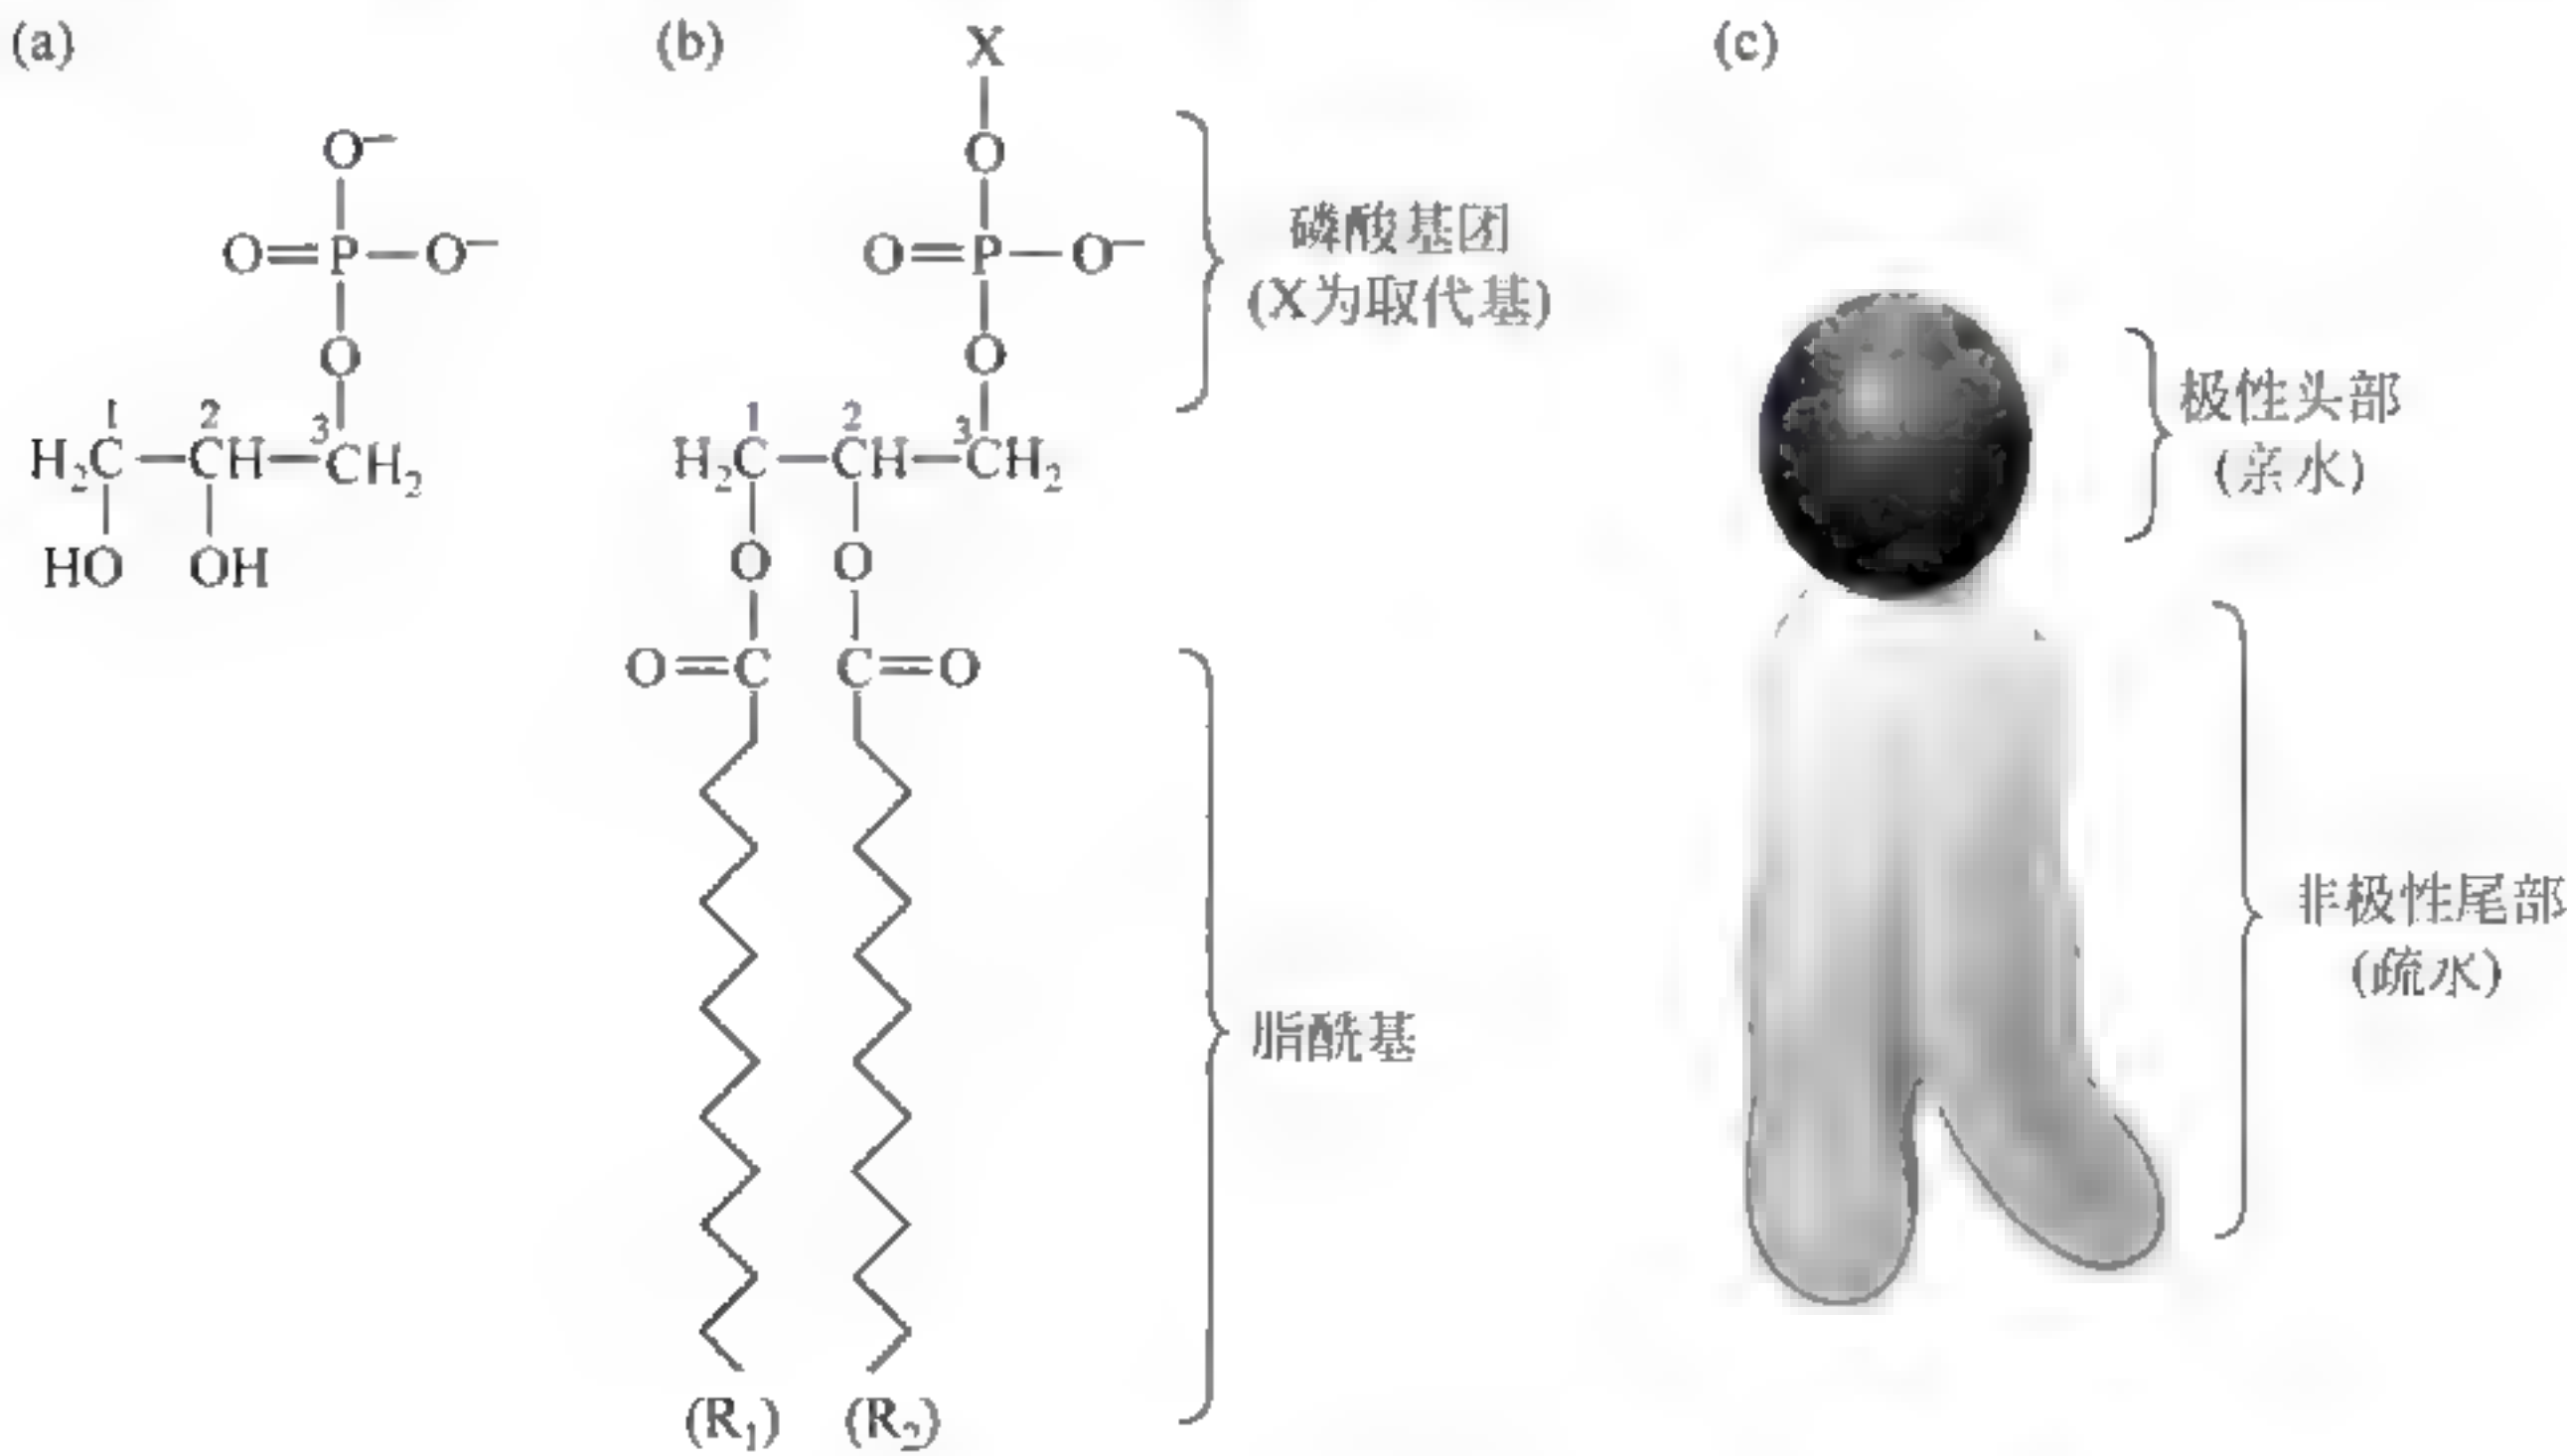 (a)
O⁻
O=P—O⁻
O
1 2 3
H₂C—CH—CH₂
HO OH
(b)
X
O
O=P—O⁻
O
1 2 3
H₂C—CH—CH₂
O O
O=C C=O
(R₁) (R₂)
磷酸基团
(X为取代基)
脂酰基
(c)
极性头部
(亲水)
非极性尾部
(疏水)